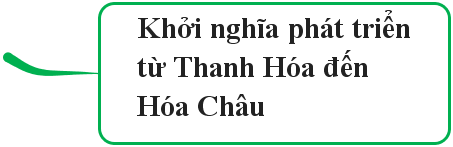 Khởi nghĩa phát triển
từ Thanh Hóa đến
Hóa Châu